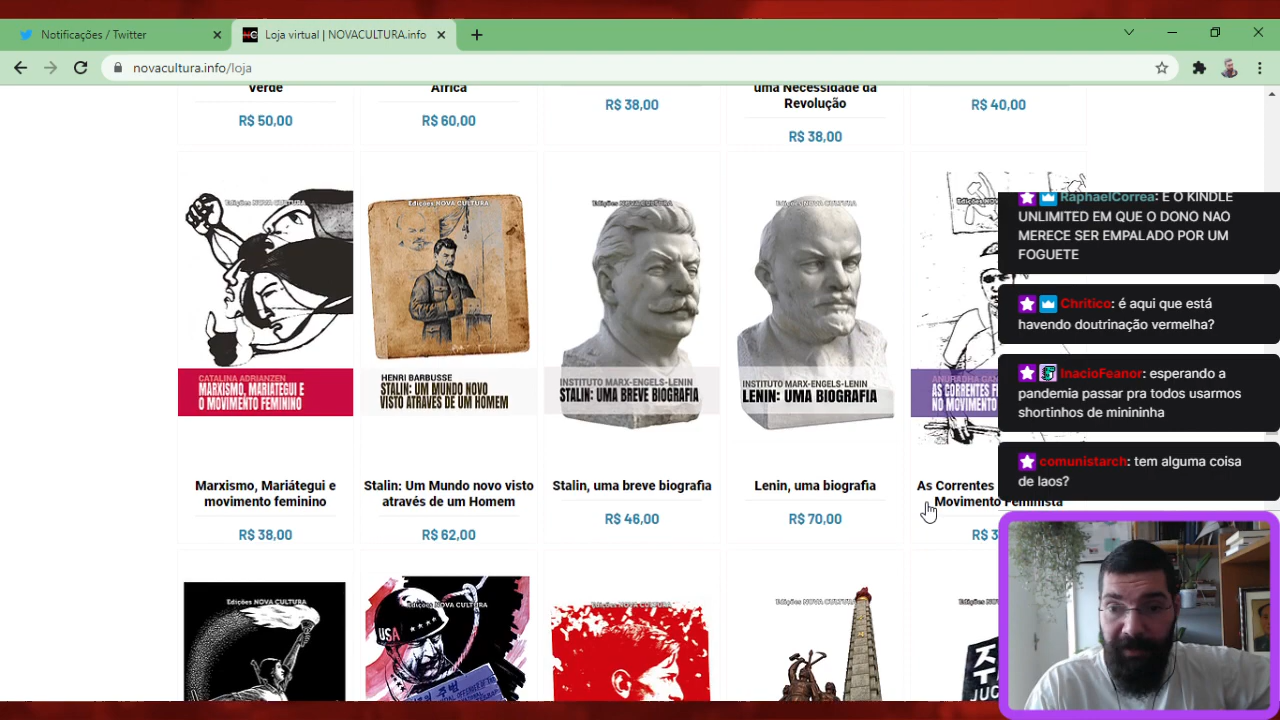 Notificações / Twitter
Loja virtual | NOVACULTURA.info
novacultura.info/loja
Verde
R$ 50,00
África
R$ 60,00
R$ 38,00
uma Necessidade da
Revolução
R$ 38,00
R$ 40,00
Edições NOVA CULTURA
CATALINA ADRIANZEN
MARXISMO, MARIÁTEGUI E
O MOVIMENTO FEMININO
Marxismo, Mariátegui e
movimento feminino
R$ 38,00
Edições NOVA CULTURA
HENRI BARBUSSE
STALIN: UM MUNDO NOVO
VISTO ATRAVÉS DE UM HOMEM
Stalin: Um Mundo novo visto
através de um Homem
R$ 62,00
Edições NOVA CULTURA
INSTITUTO MARX-ENGELS-LENIN
STALIN: UMA BREVE BIOGRAFIA
Stalin, uma breve biografia
R$ 46,00
Edições NOVA CULTURA
INSTITUTO MARX-ENGELS-LENIN
LENIN: UMA BIOGRAFIA
Lenin, uma biografia
R$ 70,00
ANURADHA
AS CORRENTES
NO MOVIMENTO
As Correntes
Movimento Feminista
R$ 3
Edições NOVA CULTURA
Edições NOVA CULTURA
USA
Edições NOVA CULTURA
Edições NOVA CULTURA
주
JUC
RaphaelCorrea: E O KINDLE
UNLIMITED EM QUE O DONO NAO
MERECE SER EMPALADO POR UM
FOGUETE
Chritico: é aqui que está
havendo doutrinação vermelha?
InacioFeanor: esperando a
pandemia passar pra todos usarmos
shortinhos de minininha
comunistarch: tem alguma coisa
de laos?